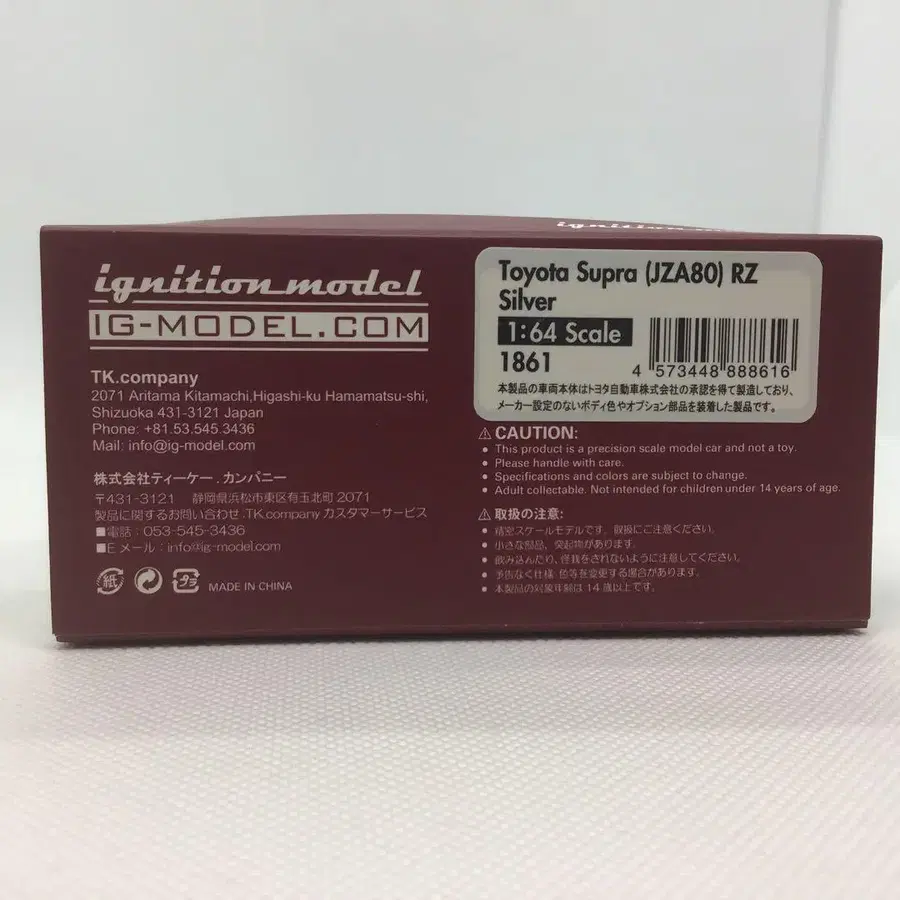 ignition mo
ignition model
IG-MODEL.COM
TK.company
2071 Aritama Kitamachi,Higashi-ku Hamamatsu-shi,
Shizuoka 431-3121 Japan
Phone: +81.53.545.3436
Mail: info@ig-model.com
株式会社ティーケー.カンパニー
〒431-3121 静岡県浜松市東区有玉北町 2071
製品に関するお問い合わせ:TK.company カスタマーサービス
■電話:053-545-3436
■E メール:info@ig-model.com
紙 プラ MADE IN CHINA
Toyota Supra (JZA80) RZ
Silver
1:64 Scale
1861
4 573448 888616
本製品の車両本体はトヨタ自動車株式会社の承認を得て製造しており、
メーカー設定のないボディ色やオプション部品を装着した製品です。
⚠ CAUTION:
• This product is a precision scale model car and not a toy.
• Please handle with care.
• Specifications and colors are subject to change.
• Adult collectable. Not intended for children under 14 years of age.
⚠ 取扱の注意:
• 精密スケールモデルです。取扱にご注意ください。
• 小さな部品、突起物があります。
• 飲み込んだり、怪我をされないように注意してください。
• 予告なく仕様・色等を変更する場合があります。
• 本製品の対象年齢は 14 歳以上です。